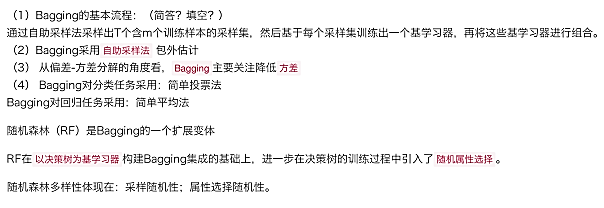 （1）Bagging的基本流程：（简答？填空？）
通过自助采样法采样出T个含m个训练样本的采样集，然后基于每个采样集训练出一个基学习器，再将这些基学习器进行组合。
（2）Bagging采用 自助采样法 包外估计
（3） 从偏差-方差分解的角度看，Bagging 主要关注降低 方差
（4） Bagging对分类任务采用：简单投票法
Bagging对回归任务采用：简单平均法
随机森林（RF）是Bagging的一个扩展变体
RF在 以决策树为基学习器 构建Bagging集成的基础上，进一步在决策树的训练过程中引入了 随机属性选择 。
随机森林多样性体现在：采样随机性；属性选择随机性。